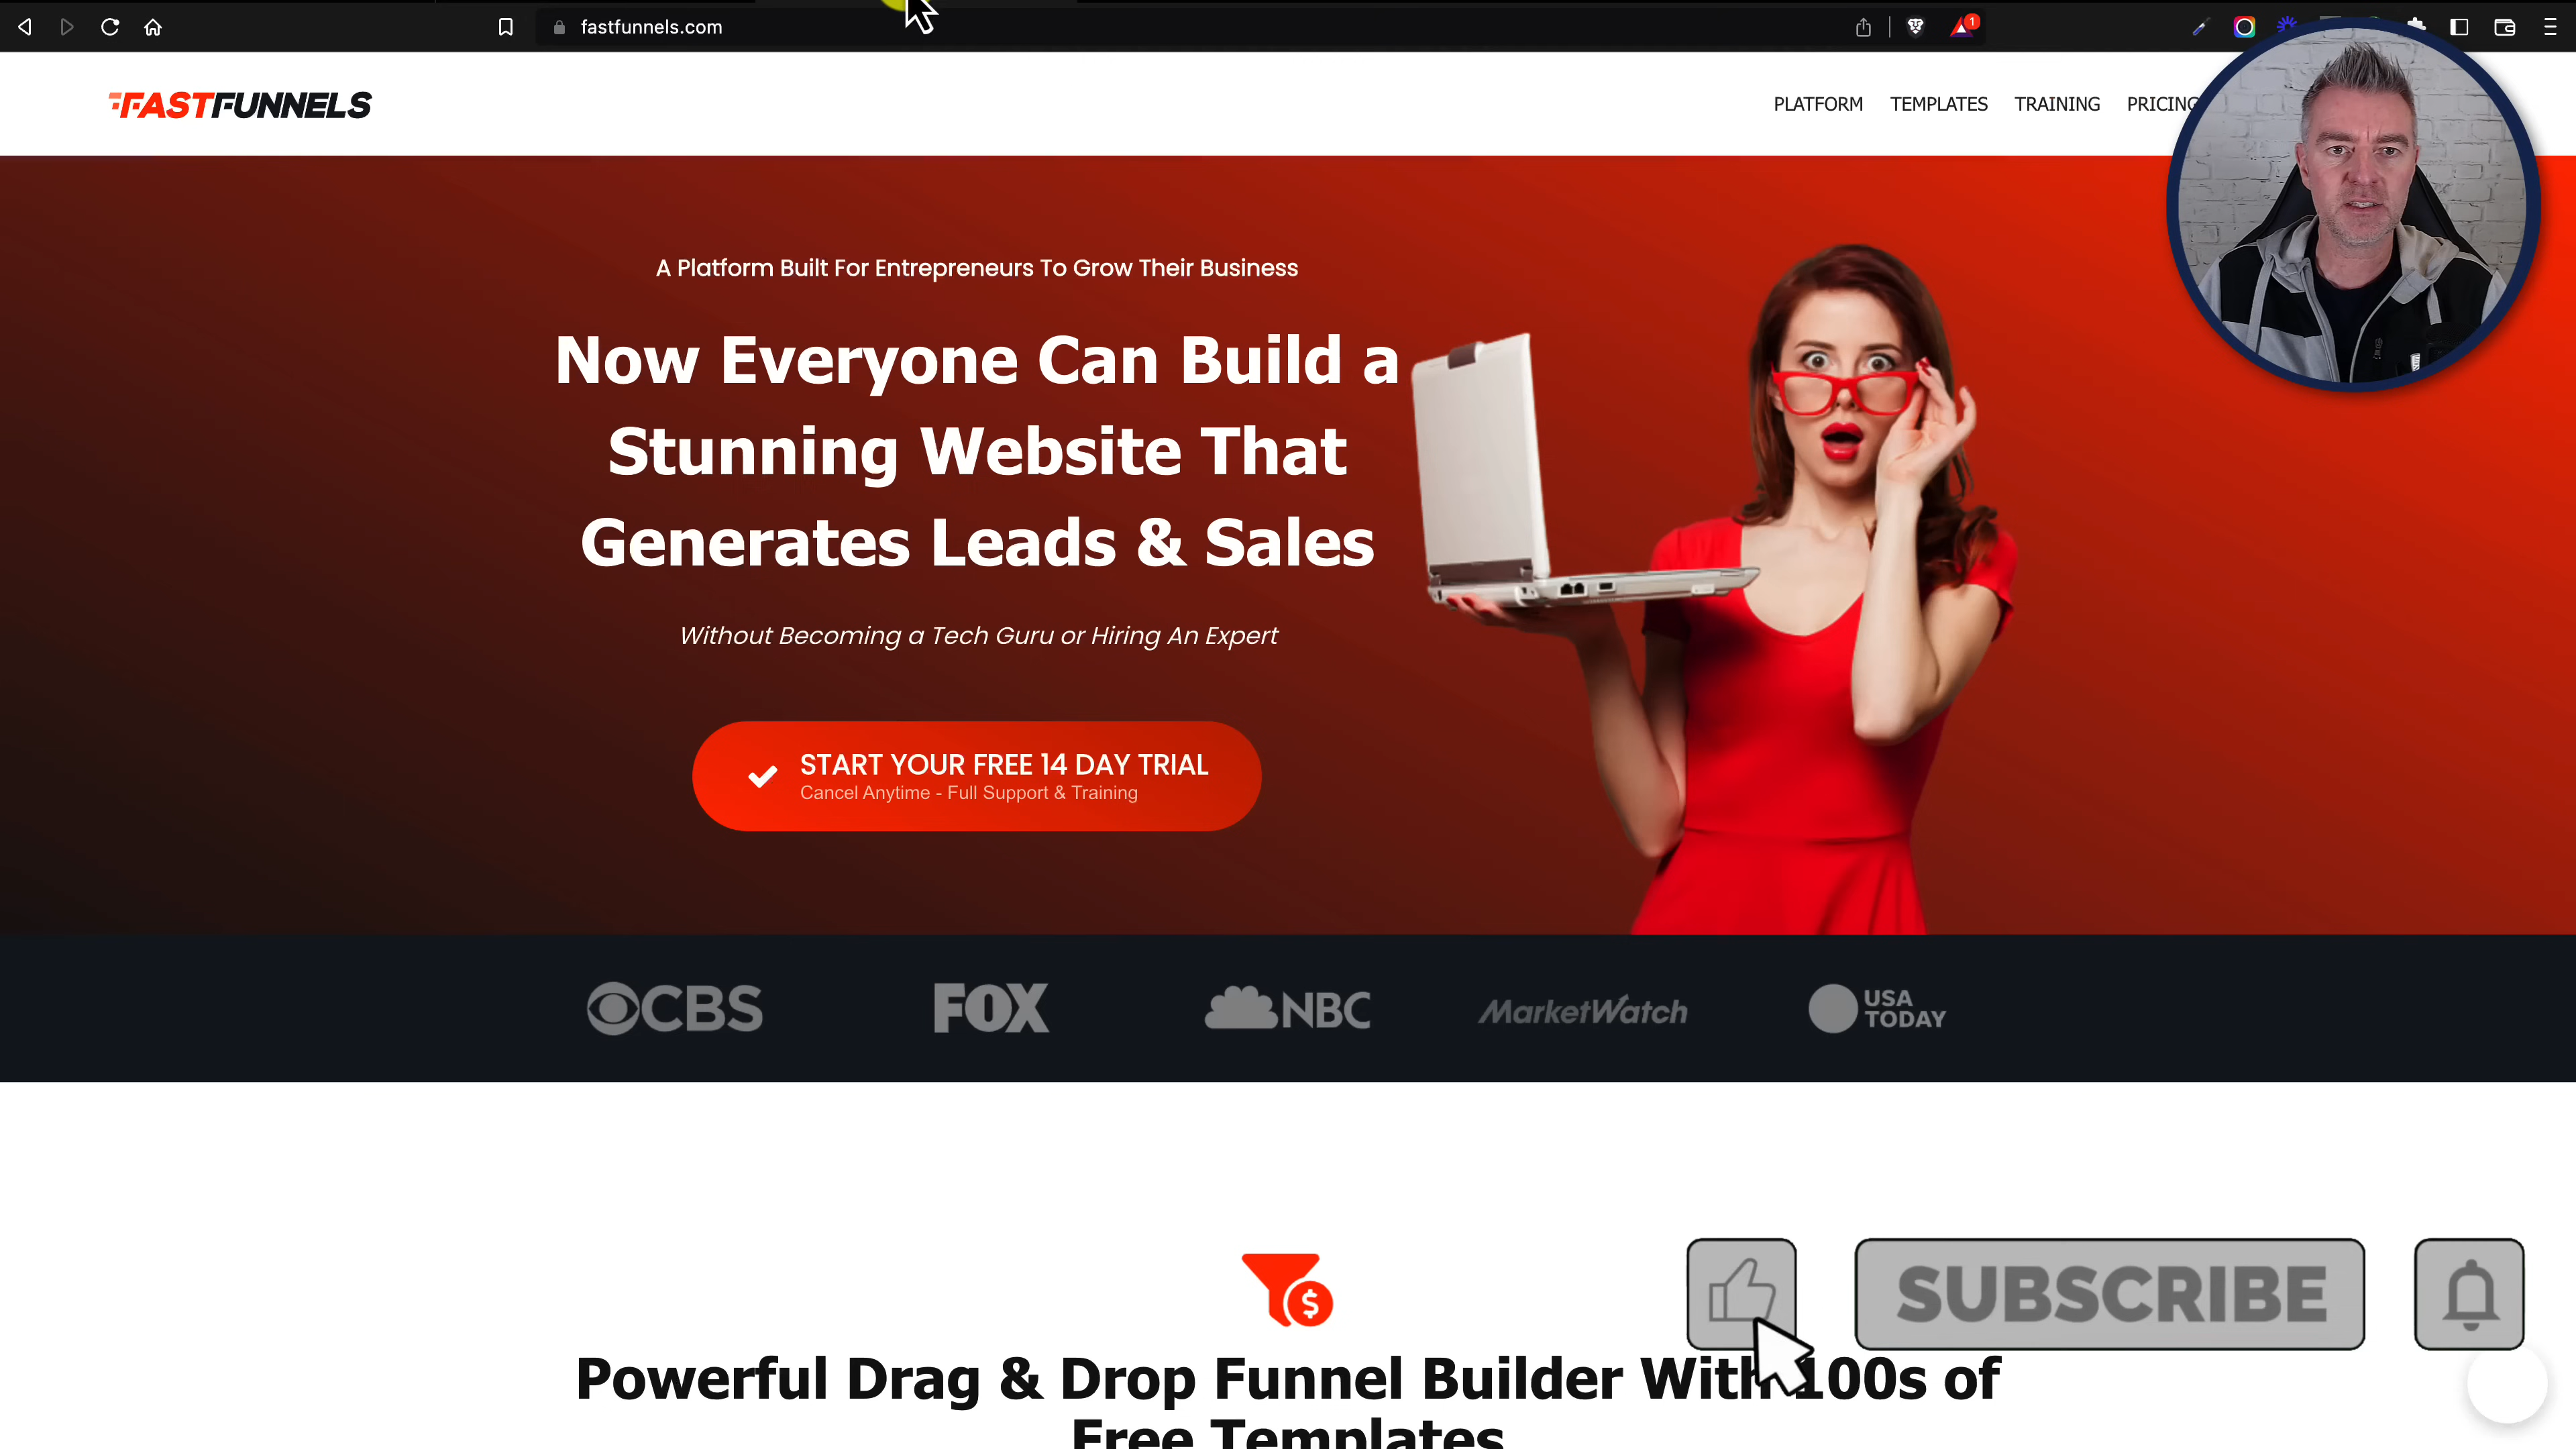 fastfunnels.com
1
FASTFUNNELS
PLATFORM TEMPLATES TRAINING PRICING
A Platform Built For Entrepreneurs To Grow Their Business
Now Everyone Can Build a
Stunning Website That
Generates Leads & Sales
Without Becoming a Tech Guru or Hiring An Expert
START YOUR FREE 14 DAY TRIAL
Cancel Anytime - Full Support & Training
CBS FOX NBC MarketWatch USA TODAY
$
SUBSCRIBE
Powerful Drag & Drop Funnel Builder With 100s of
Free Templates